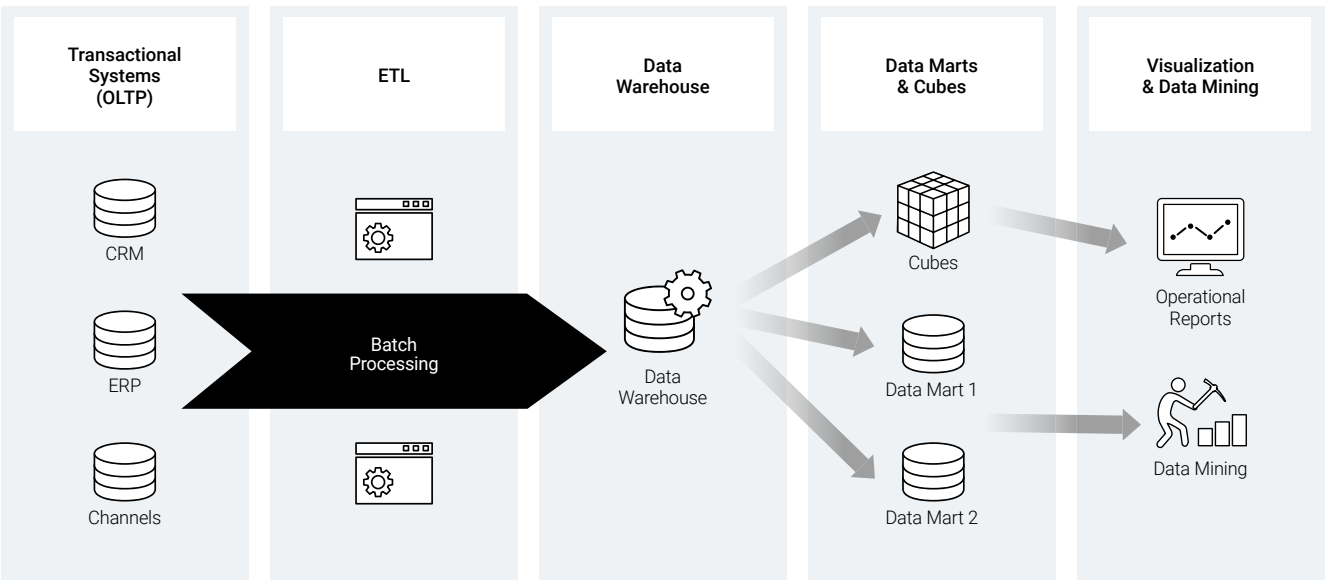 Transactional
Systems
(OLTP)
ETL
Data
Warehouse
Data Marts
& Cubes
Visualization
& Data Mining
CRM
ERP
Channels
Batch
Processing
Data
Warehouse
Cubes
Data Mart 1
Data Mart 2
Operational
Reports
Data Mining